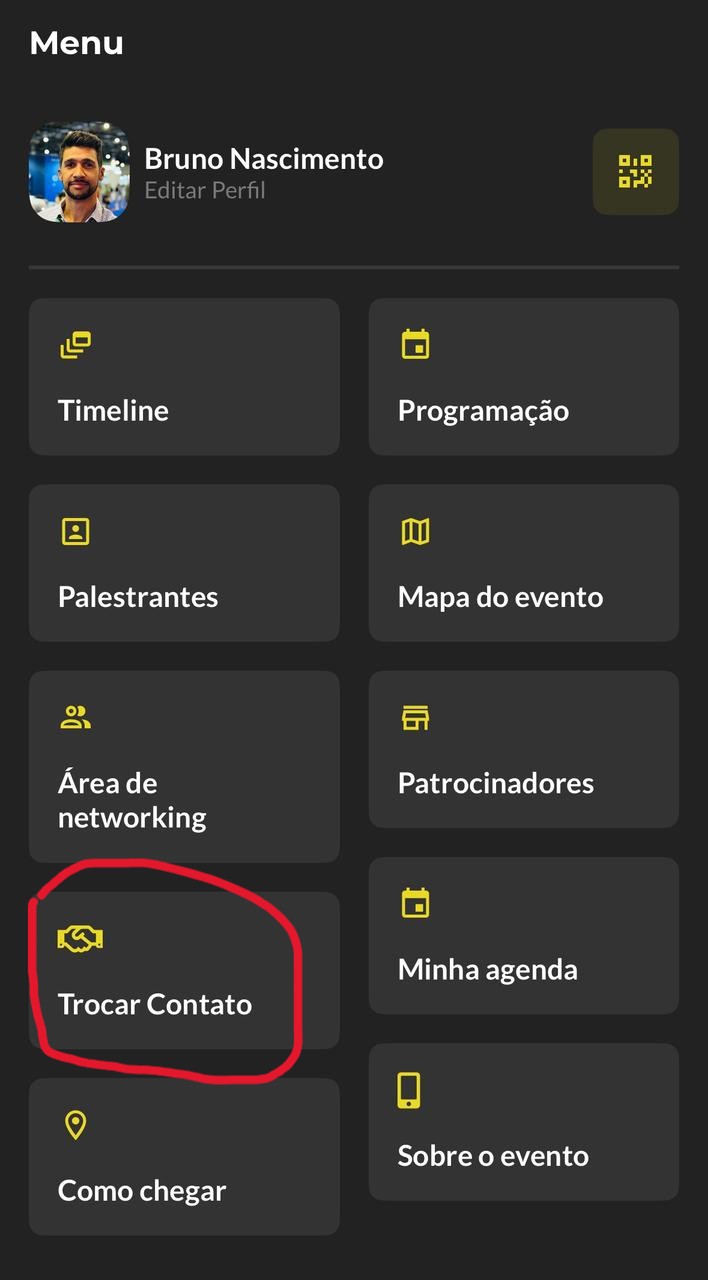 Menu
Bruno Nascimento
Editar Perfil
Timeline
Programação
Palestrantes
Mapa do evento
Área de
networking
Patrocinadores
Trocar Contato
Minha agenda
Como chegar
Sobre o evento